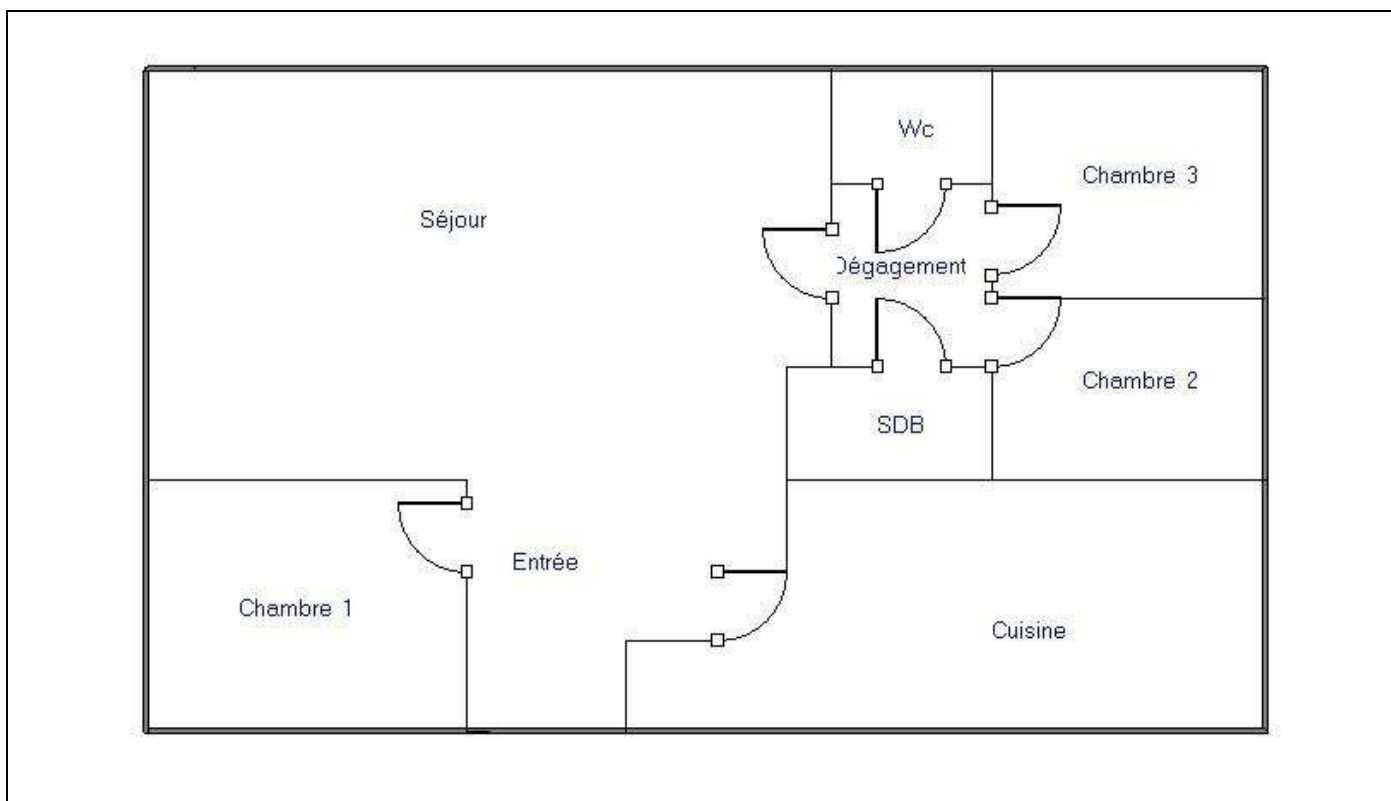 Wc
Chambre 3
Séjour
Dégagement
Chambre 2
SDB
Entrée
Chambre 1
Cuisine